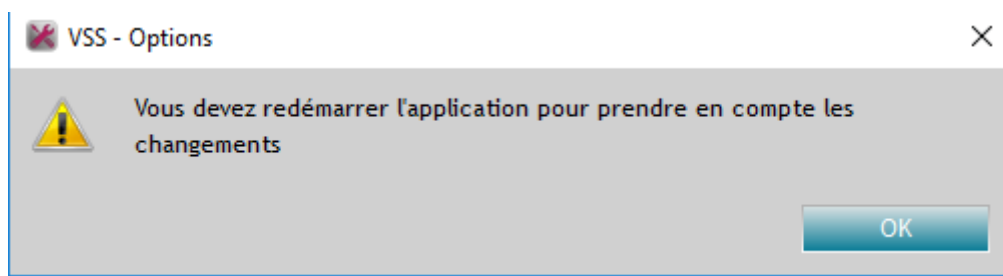 VSS - Options
Vous devez redémarrer l'application pour prendre en compte les
changements
OK